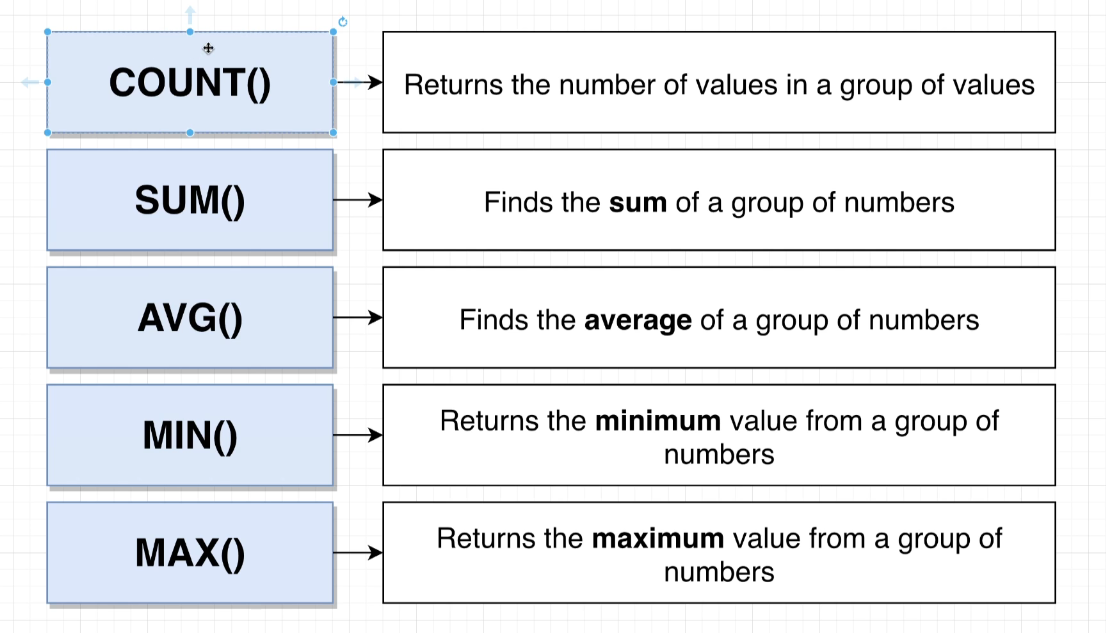 COUNT()
Returns the number of values in a group of values
SUM()
Finds the sum of a group of numbers
AVG()
Finds the average of a group of numbers
MIN()
Returns the minimum value from a group of
numbers
MAX()
Returns the maximum value from a group of
numbers